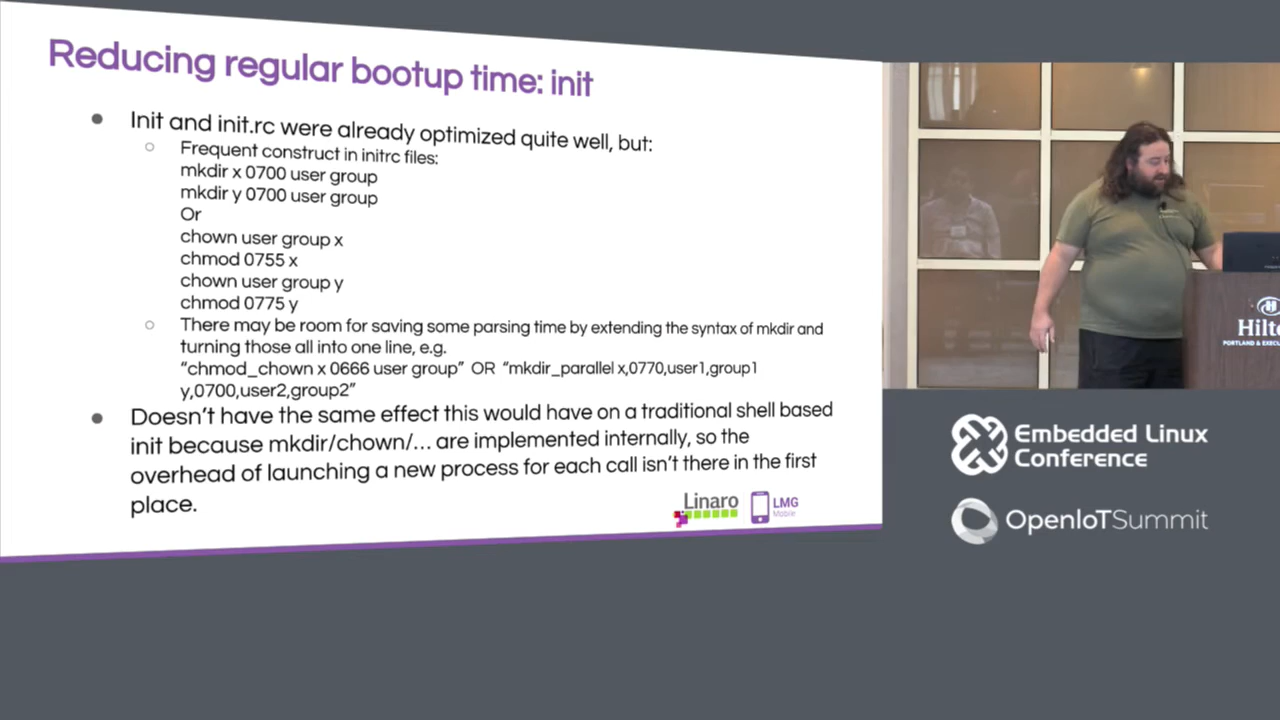 Reducing regular bootup time: init
● Init and init.rc were already optimized quite well, but:
○ Frequent construct in initrc files:
mkdir x 0700 user group
mkdir y 0700 user group
Or
chown user group x
chmod 0755 x
chown user group y
chmod 0775 y
○ There may be room for saving some parsing time by extending the syntax of mkdir and
turning those all into one line, e.g.
“chmod_chown x 0666 user group” OR “mkdir_parallel x,0770,user1,group1
y,0700,user2,group2”
● Doesn’t have the same effect this would have on a traditional shell based
init because mkdir/chown/… are implemented internally, so the
overhead of launching a new process for each call isn’t there in the first
place.
Linaro
LMG
Mobile
Hilto
PORTLAND & EXECU
Embedded Linux
Conference
OpenIoTSummit